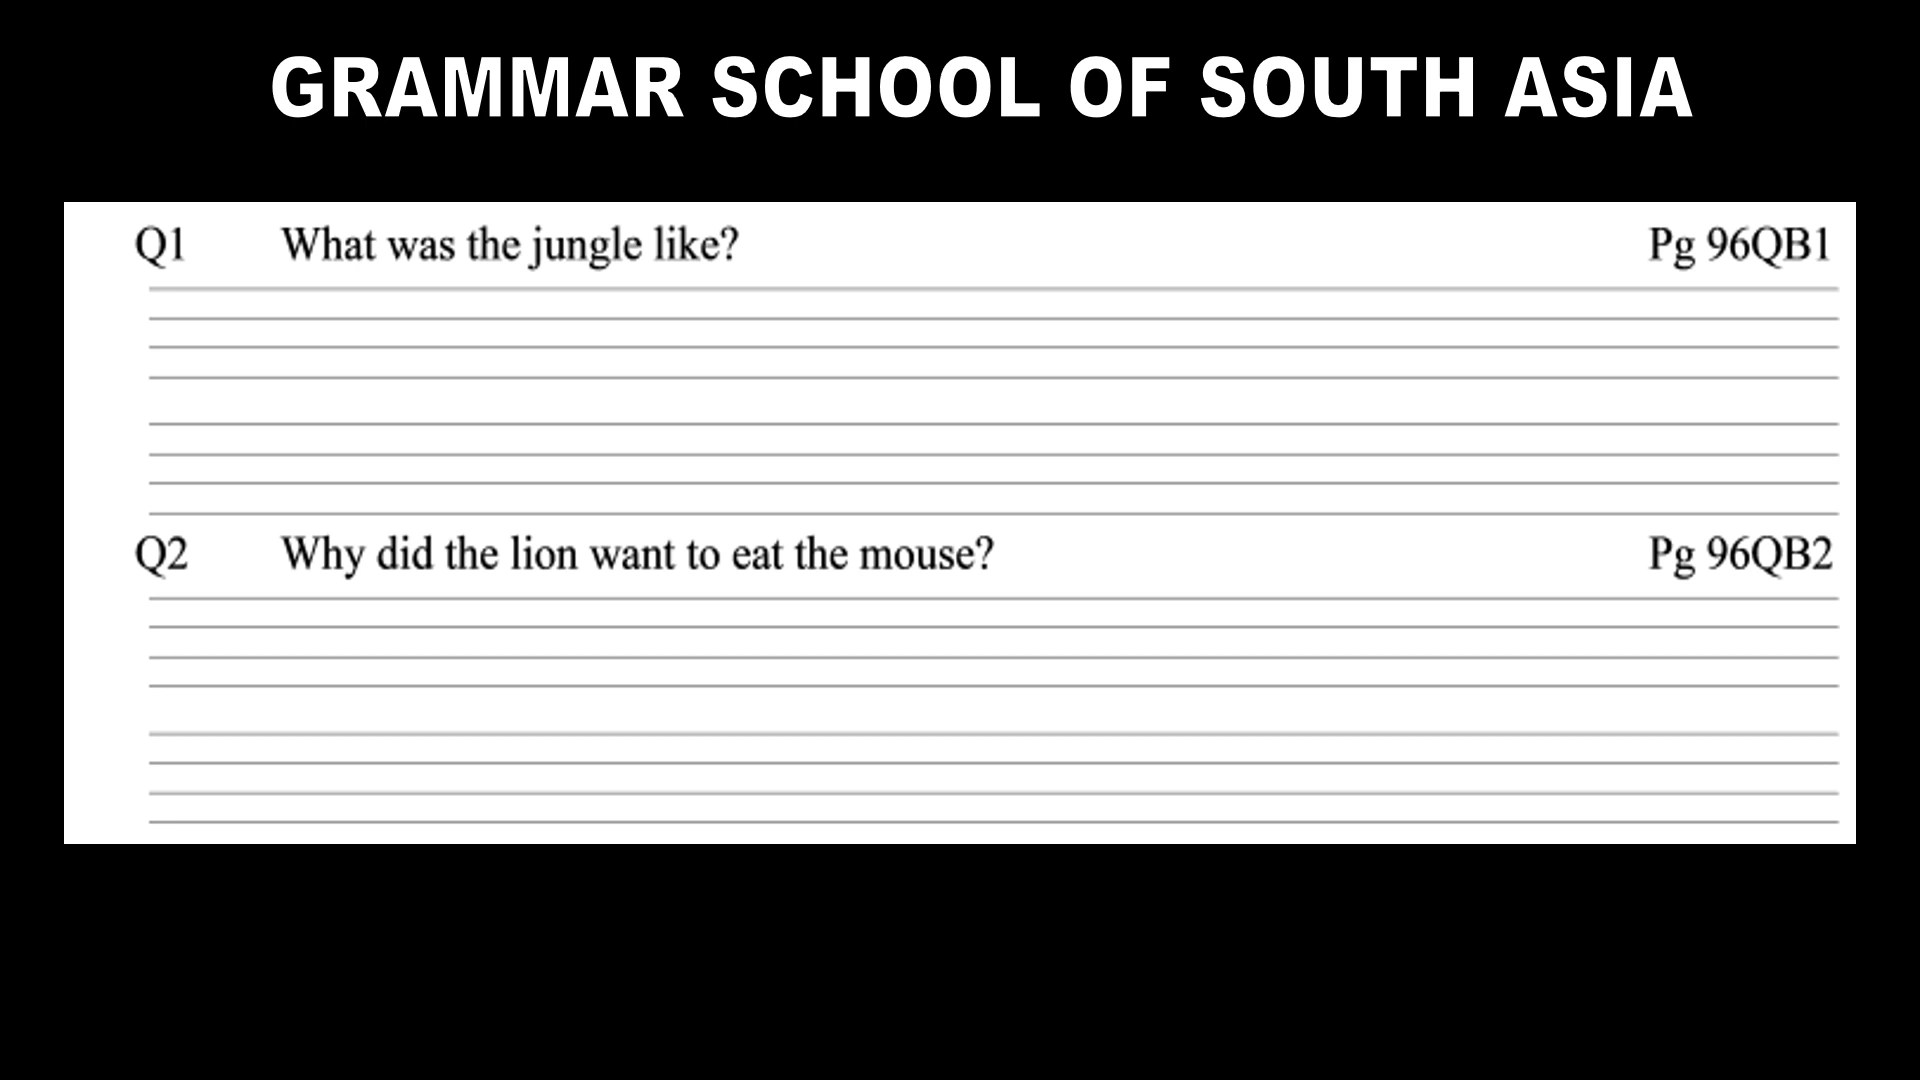 GRAMMAR SCHOOL OF SOUTH ASIA
Q1 What was the jungle like? Pg 96QB1
Q2 Why did the lion want to eat the mouse? Pg 96QB2